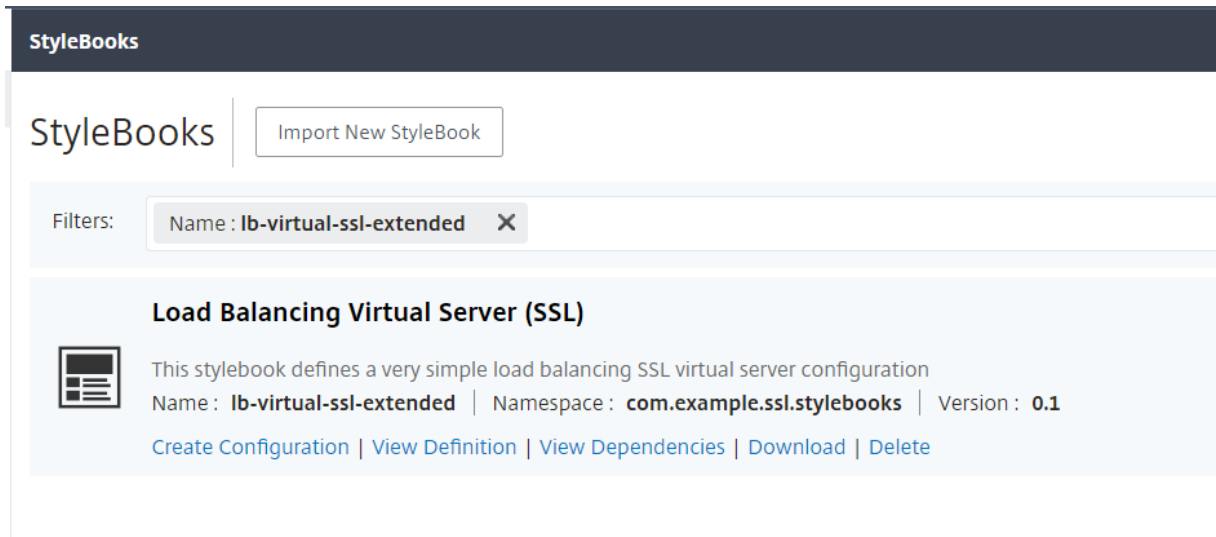 StyleBooks
StyleBooks Import New StyleBook
Filters: Name : lb-virtual-ssl-extended
Load Balancing Virtual Server (SSL)
This stylebook defines a very simple load balancing SSL virtual server configuration
Name : lb-virtual-ssl-extended | Namespace : com.example.ssl.stylebooks | Version : 0.1
Create Configuration | View Definition | View Dependencies | Download | Delete